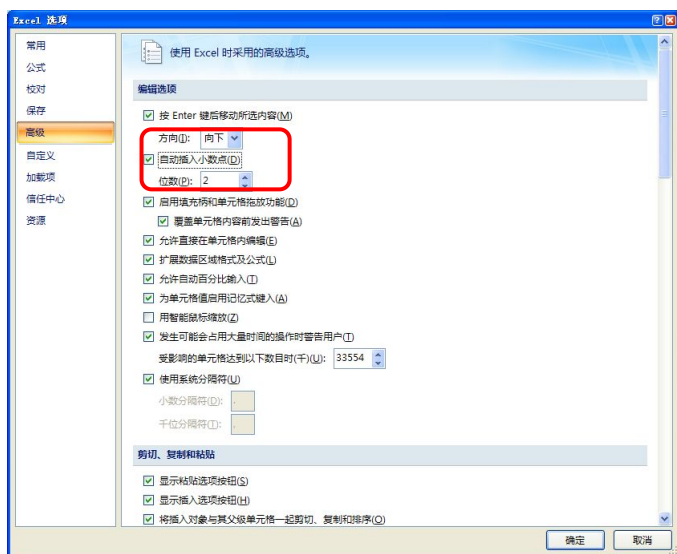 Excel 选项
常用
公式
校对
保存
高级
自定义
加载项
信任中心
资源
使用 Excel 时采用的高级选项。
编辑选项
按 Enter 键后移动所选内容(M)
方向(I): 向下
自动插入小数点(D)
位数(P): 2
启用填充柄和单元格拖放功能(D)
覆盖单元格内容前发出警告(A)
允许直接在单元格内编辑(E)
扩展数据区域格式及公式(L)
允许自动百分比输入(T)
为单元格值启用记忆式键入(A)
用智能鼠标缩放(Z)
发生可能会占用大量时间的操作时警告用户(T)
受影响的单元格达到以下数目时(千)(U): 33554
使用系统分隔符(U)
小数分隔符(D): .
千位分隔符(T): ,
剪切、复制和粘贴
显示粘贴选项按钮(S)
显示插入选项按钮(H)
将插入对象与其父级单元格一起剪切、复制和排序(O)
确定 取消